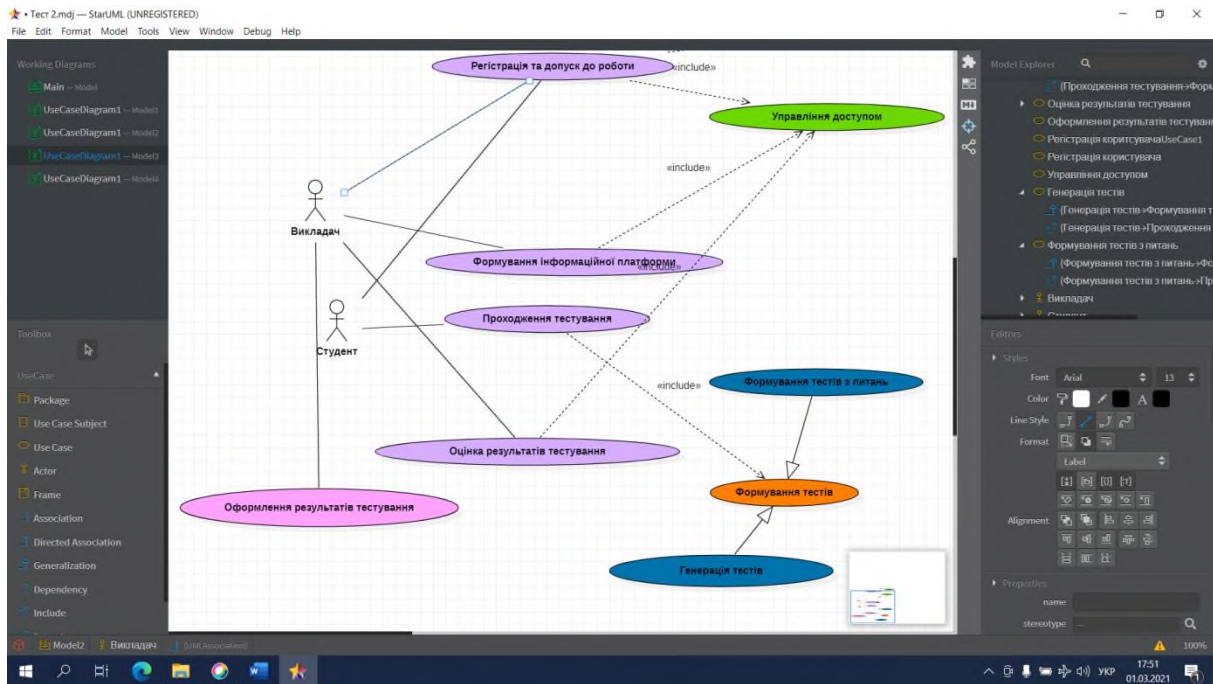 • Тест 2.mdj — StarUML (UNREGISTERED)
File Edit Format Model Tools View Window Debug Help
Working Diagrams
Main — Model
UseCaseDiagram1 — Model1
UseCaseDiagram1 — Model2
UseCaseDiagram1 — Model3
UseCaseDiagram1 — Model4
Toolbox
UseCase
Package
Use Case Subject
Use Case
Actor
Frame
Association
Directed Association
Generalization
Dependency
Include
Регістрація та допуск до роботи
«include»
Управління доступом
«include»
Викладач
Формування інформаційної платформи
«include»
Проходження тестування
Студент
«include»
Формування тестів з питань
Оцінка результатів тестування
Формування тестів
Оформлення результатів тестування
Генерація тестів
Model Explorer
(Проходження тестування→Форм
Оцінка результатів тестування
Оформлення результатів тестуван
Регістрація коритсувачаUseCase1
Регістрація користувача
Управління доступом
Генерація тестів
(Генерація тестів→Формування т
(Генерація тестів→Проходження
Формування тестів з питань
(Формування тестів з питань→Фо
(Формування тестів з питань→Пр
Викладач
Студент
Editors
Styles
Font Arial 13
Color A
Line Style
Format
Label
Alignment
Properties
name
stereotype
Model2 Викладач (UMLAssociation)
100%
УКР
17:51
01.03.2021